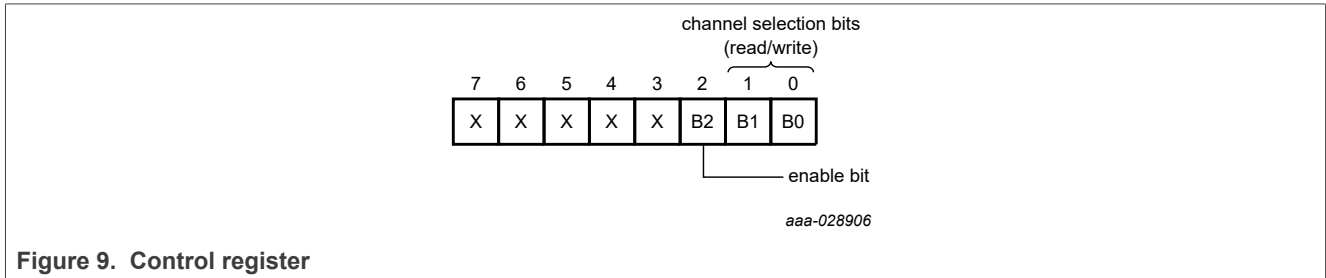 channel selection bits
(read/write)
7 6 5 4 3 2 1 0
X X X X X B2 B1 B0
enable bit
aaa-028906
Figure 9. Control register